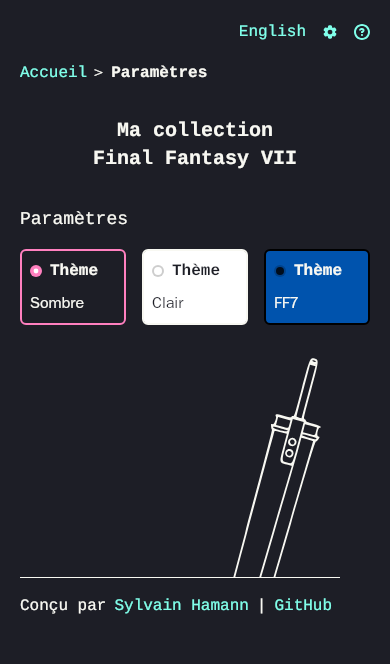 English
Accueil > Paramètres
Ma collection
Final Fantasy VII
Paramètres
Thème
Sombre
Thème
Clair
Thème
FF7
Conçu par Sylvain Hamann | GitHub